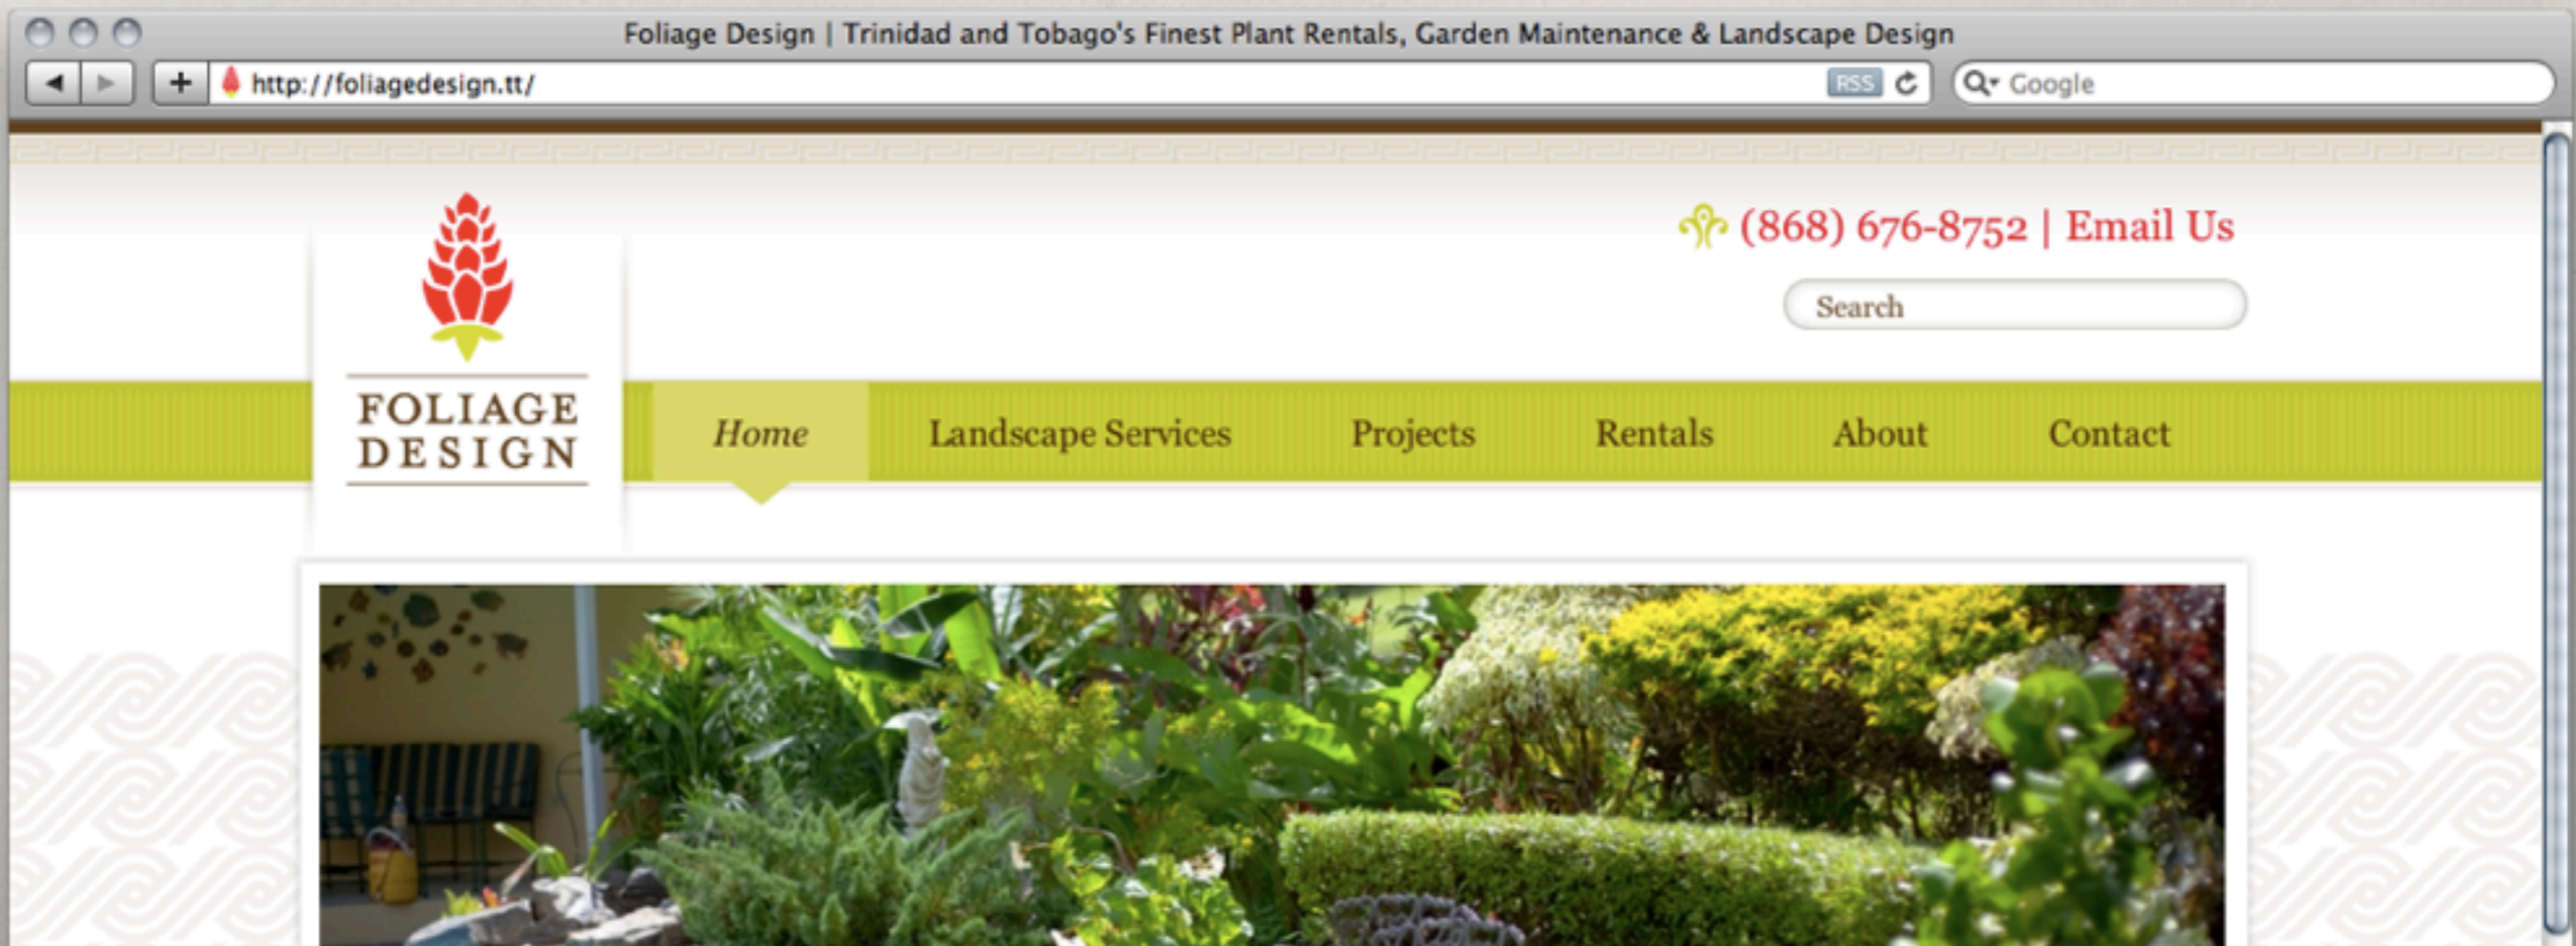 Foliage Design | Trinidad and Tobago's Finest Plant Rentals, Garden Maintenance & Landscape Design
http://foliagedesign.tt/
RSS
Google
(868) 676-8752 | Email Us
Search
FOLIAGE
DESIGN
Home Landscape Services Projects Rentals About Contact